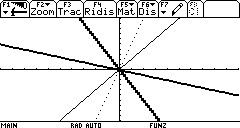 F1 F2 F3 F4 F5 F6 F7
Zoom Trac Ridis Mat Dis
MAIN RAD AUTO FUNZ